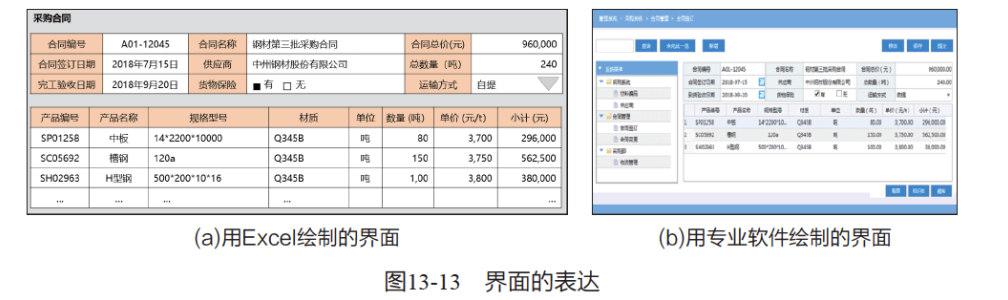 采购合同
合同编号 A01-12045 合同名称 钢材第三批采购合同 合同总价(元) 960,000
合同签订日期 2018年7月15日 供应商 中州钢材股份有限公司 总数量 (吨) 240
完工验收日期 2018年9月20日 货物保险 ■有 □无 运输方式 自提
产品编号 产品名称 规格型号 材质 单位 数量 (吨) 单价 (元/t) 小计 (元)
SP01258 中板 14*2200*10000 Q345B 吨 80 3,700 296,000
SC05692 槽钢 120a Q345B 吨 150 3,750 562,500
SH02963 H型钢 500*200*10*16 Q345B 吨 1,00 3,800 380,000
... ... ... ... ...
(a)用Excel绘制的界面
合同编号 A01-12045 合同名称 钢材第三批采购合同 合同总价(元) 960,000.00
合同签订日期 2018-07-15 供应商 中州钢材股份有限公司 总数量(吨) 240.00
2018-09-20 货物保险 有 无 运输方式 自提
产品编号 产品名称 规格型号 材质 单位 数量(吨) 单价(元/t) 小计(元)
1 SP01258 中板 14*2200*10... Q345B 吨 80.00 3,700.00 296,000.00
2 SC05692 槽钢 120a Q345B 吨 150.00 3,750.00 562,500.00
3 H型钢 500*200*10... Q345B 吨 100.00 3,800.00
(b)用专业软件绘制的界面
图13-13 界面的表达